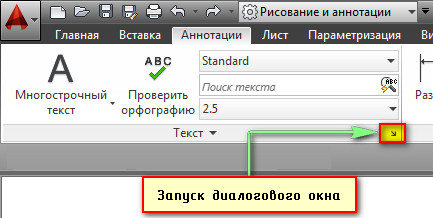 Рисование и аннотации
Главная Вставка Аннотации Лист Параметризация
A ABC Standard
Многострочный текст
Проверить орфографию
Поиск текста
ABC
2.5
Раз
Текст
Запуск диалогового окна